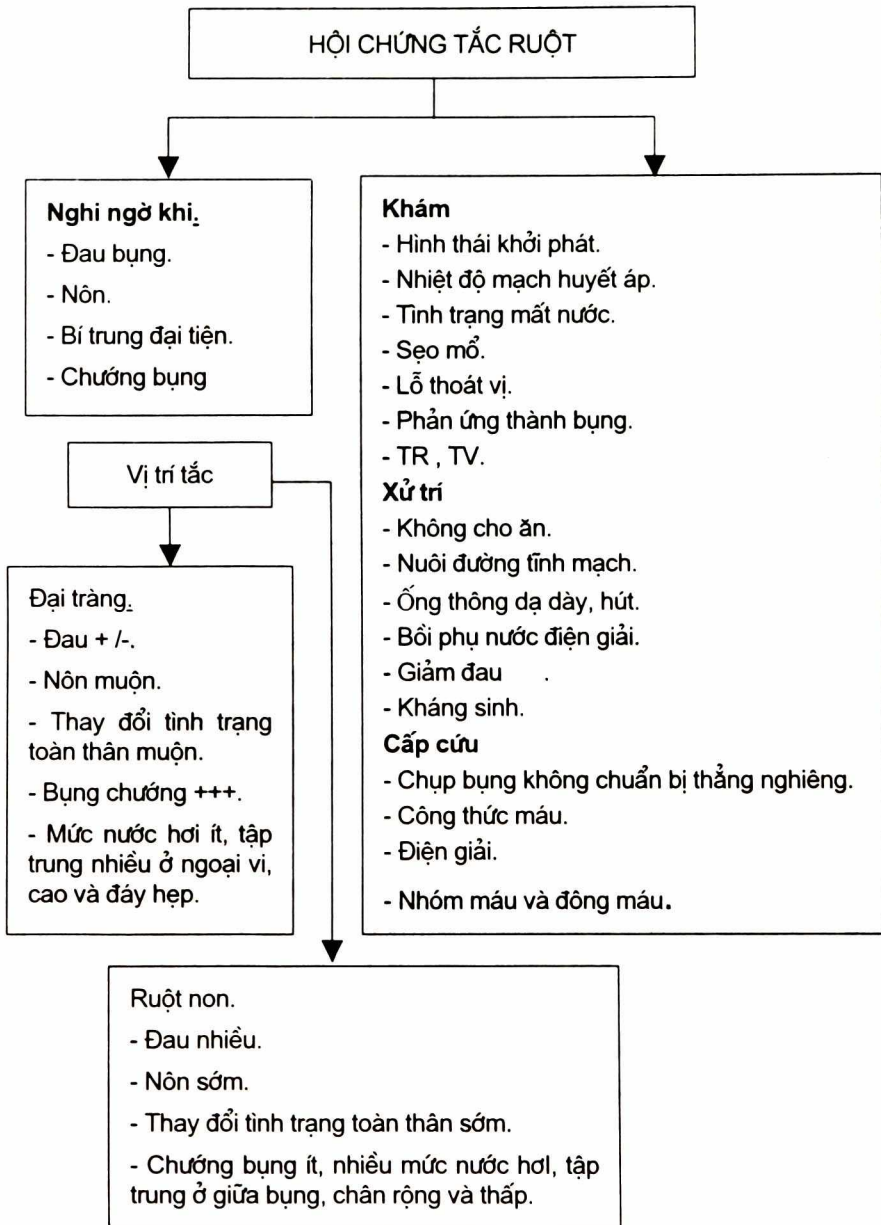 HỘI CHỨNG TẮC RUỘT
Nghi ngờ khi.
- Đau bụng.
- Nôn.
- Bí trung đại tiện.
- Chướng bụng
Khám
- Hình thái khởi phát.
- Nhiệt độ mạch huyết áp.
- Tình trạng mất nước.
- Sẹo mổ.
- Lỗ thoát vị.
- Phản ứng thành bụng.
- TR , TV.
Xử trí
- Không cho ăn.
- Nuôi đường tĩnh mạch.
- Ống thông dạ dày, hút.
- Bồi phụ nước điện giải.
- Giảm đau .
- Kháng sinh.
Cấp cứu
- Chụp bụng không chuẩn bị thẳng nghiêng.
- Công thức máu.
- Điện giải.
- Nhóm máu và đông máu.
Vị trí tắc
Đại tràng.
- Đau + /-.
- Nôn muộn.
- Thay đổi tình trạng
toàn thân muộn.
- Bụng chướng +++.
- Mức nước hơi ít, tập
trung nhiều ở ngoại vi,
cao và đáy hẹp.
Ruột non.
- Đau nhiều.
- Nôn sớm.
- Thay đổi tình trạng toàn thân sớm.
- Chướng bụng ít, nhiều mức nước hơI, tập
trung ở giữa bụng, chân rộng và thấp.